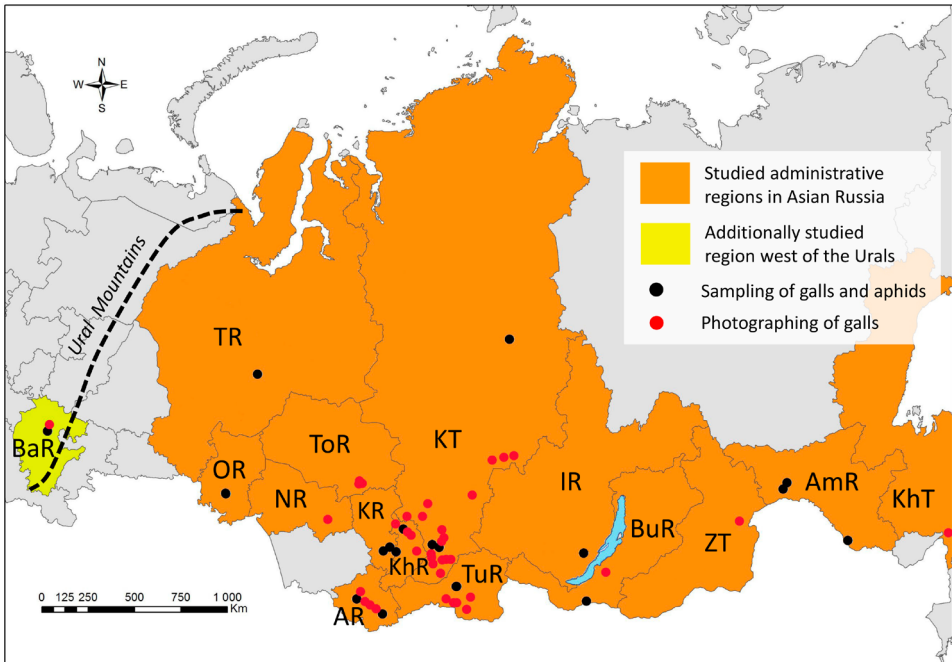 N
W E
S
Ural Mountains
Studied administrative
regions in Asian Russia
Additionally studied
region west of the Urals
Sampling of galls and aphids
Photographing of galls
TR
KT
BaR
ToR
OR
NR
KR
IR
AmR
KhT
BuR
ZT
KhR
TuR
AR
0 125 250 500 750 1 000
Km